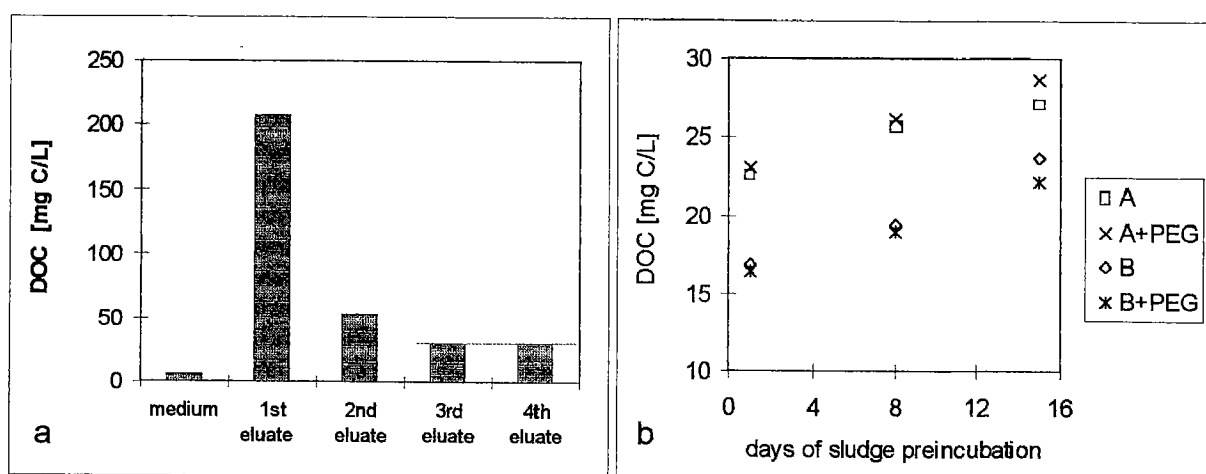 250
200
150
100
50
0
DOC [mg C/L]
medium
1st eluate
2nd eluate
3rd eluate
4th eluate
a
30
25
20
15
10
DOC [mg C/L]
0 4 8 12 16
days of sludge preincubation
b
A
A+PEG
B
B+PEG